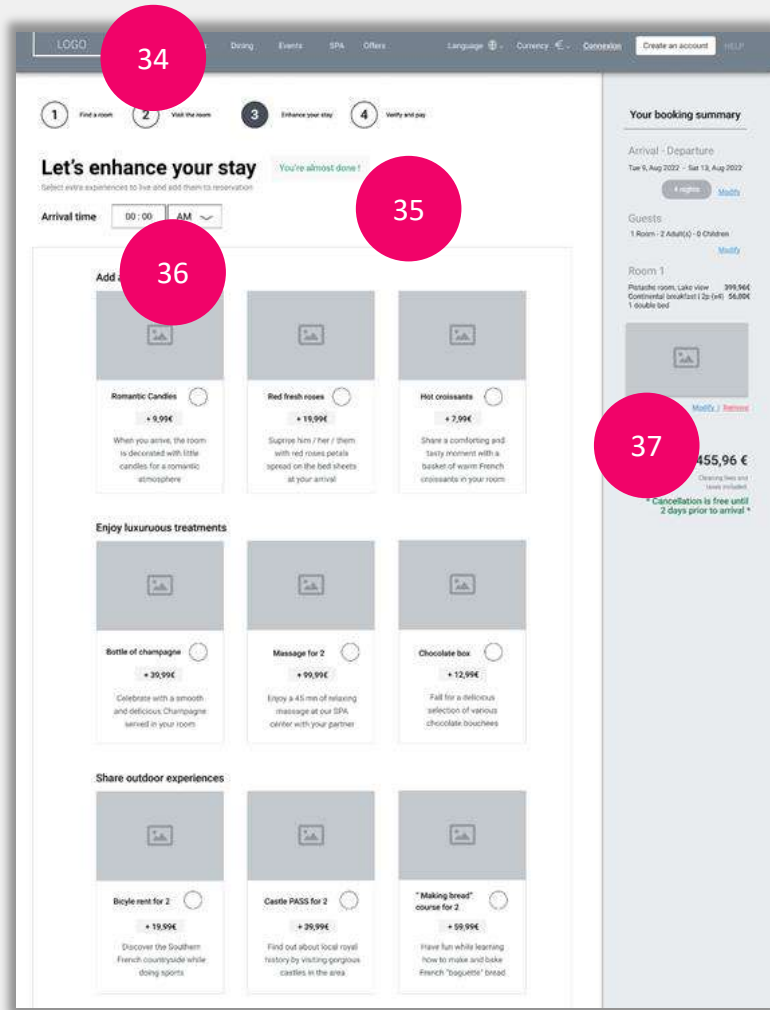 LOGO
34
Dining
Events
SPA
Offers
Language
Currency €
Connexion
Create an account
HELP
1 Find a room
2 Visit the room
3 Enhance your stay
4 Verify and pay
Let's enhance your stay
You're almost done !
Select extra experiences to live and add them to reservation
35
Arrival time
00 : 00
AM
36
Add a
Romantic Candles
Red fresh roses
Hot croissants
+ 9,99€
+ 19,99€
+ 7,99€
When you arrive, the room
is decorated with little
candles for a romantic
atmosphere
Suprise him / her / them
with red roses petals
spread on the bed sheets
at your arrival
Share a comforting and
tasty moment with a
basket of warm French
croissants in your room
Enjoy luxuruous treatments
Bottle of champagne
Massage for 2
Chocolate box
+ 39,99€
+ 99,99€
+ 12,99€
Celebrate with a smooth
and delicious Champagne
served in your room
Enjoy a 45 mn of relaxing
massage at our SPA
center with your partner
Fall for a delicious
selection of various
chocolate bouchees
Share outdoor experiences
Bicyle rent for 2
Castle PASS for 2
" Making bread"
course for 2
+ 19,99€
+ 39,99€
+ 59,99€
Discover the Southern
French countryside while
doing sports
Find out about local royal
history by visiting gorgious
castles in the area
Have fun while learning
how to make and bake
French "baguette" bread
Your booking summary
Arrival - Departure
Tue 9, Aug 2022 - Sat 13, Aug 2022
4 nights
Modify
Guests
1 Room - 2 Adult(s) - 0 Children
Modify
Room 1
Pistache room, Lake view 399,96€
Continental breakfast ( 2p (x4) 56,00€
1 double bed
Modify / Remove
37
455,96 €
Cleaning fees and
taxes included
* Cancellation is free until
2 days prior to arrival *